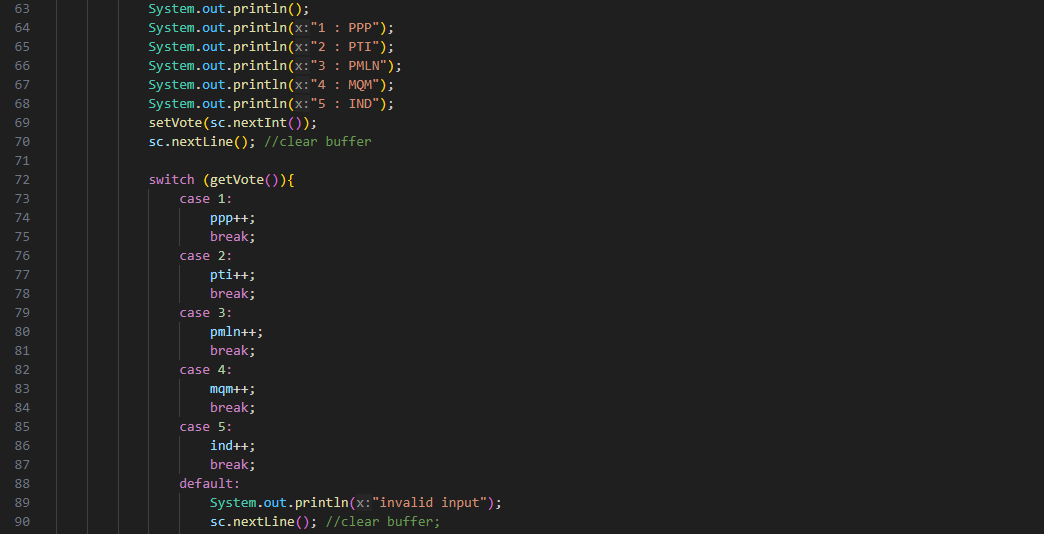 63 System.out.println();
64 System.out.println(x:"1 : PPP");
65 System.out.println(x:"2 : PTI");
66 System.out.println(x:"3 : PMLN");
67 System.out.println(x:"4 : MQM");
68 System.out.println(x:"5 : IND");
69 setVote(sc.nextInt());
70 sc.nextLine(); //clear buffer
71
72 switch (getVote()){
73 case 1:
74 ppp++;
75 break;
76 case 2:
77 pti++;
78 break;
79 case 3:
80 pmln++;
81 break;
82 case 4:
83 mqm++;
84 break;
85 case 5:
86 ind++;
87 break;
88 default:
89 System.out.println(x:"invalid input");
90 sc.nextLine(); //clear buffer;